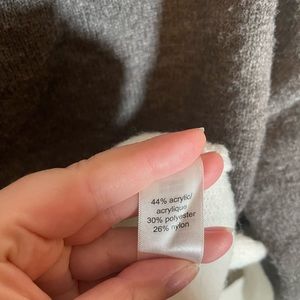 44% acrylic/
acrylique
30% polyester
26% nylon